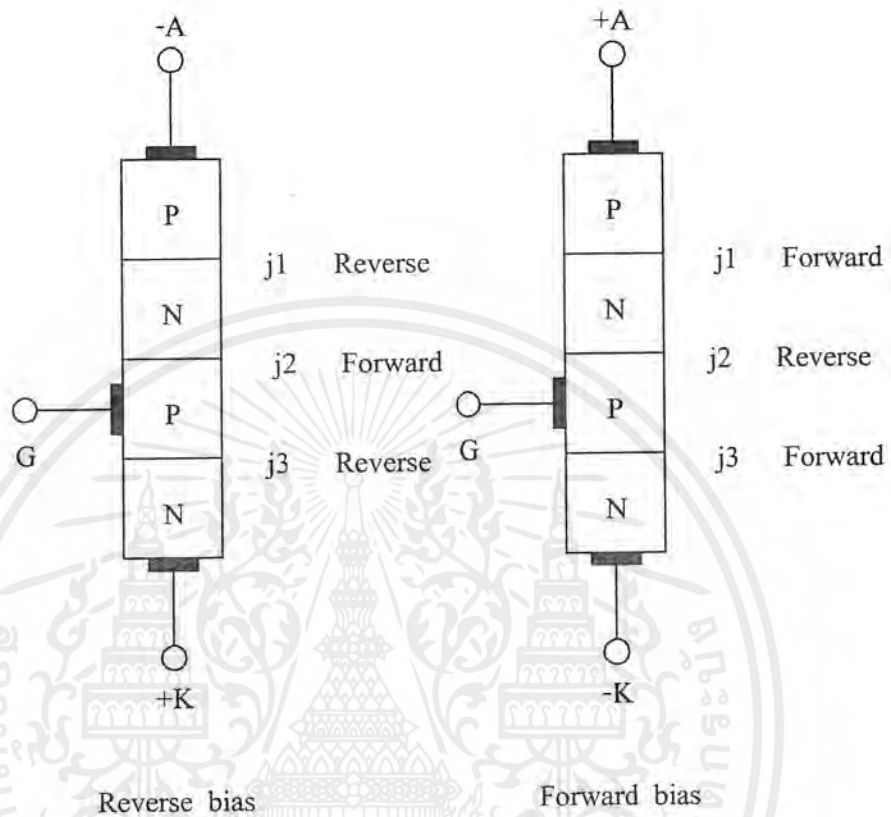 -A
P
j1 Reverse
N
j2 Forward
P
G
j3 Reverse
N
+K
Reverse bias
+A
P
j1 Forward
N
j2 Reverse
P
G
j3 Forward
N
-K
Forward bias